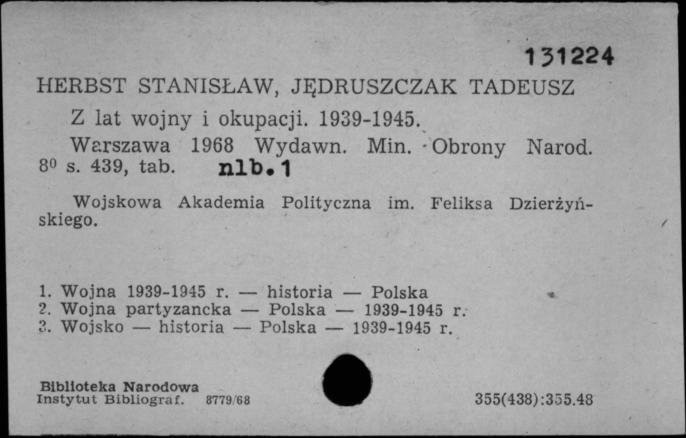 131224
HERBST STANISŁAW, JĘDRUSZCZAK TADEUSZ
Z lat wojny i okupacji. 1939-1945.
Warszawa 1968 Wydawn. Min. Obrony Narod.
8⁰ s. 439, tab. nlb. 1
Wojskowa Akademia Polityczna im. Feliksa Dzierżyń-
skiego.
1. Wojna 1939-1945 r. — historia — Polska
2. Wojna partyzancka — Polska — 1939-1945 r.
3. Wojsko — historia — Polska — 1939-1945 r.
Biblioteka Narodowa
Instytut Bibliograf. 8779/68
355(438):355.48